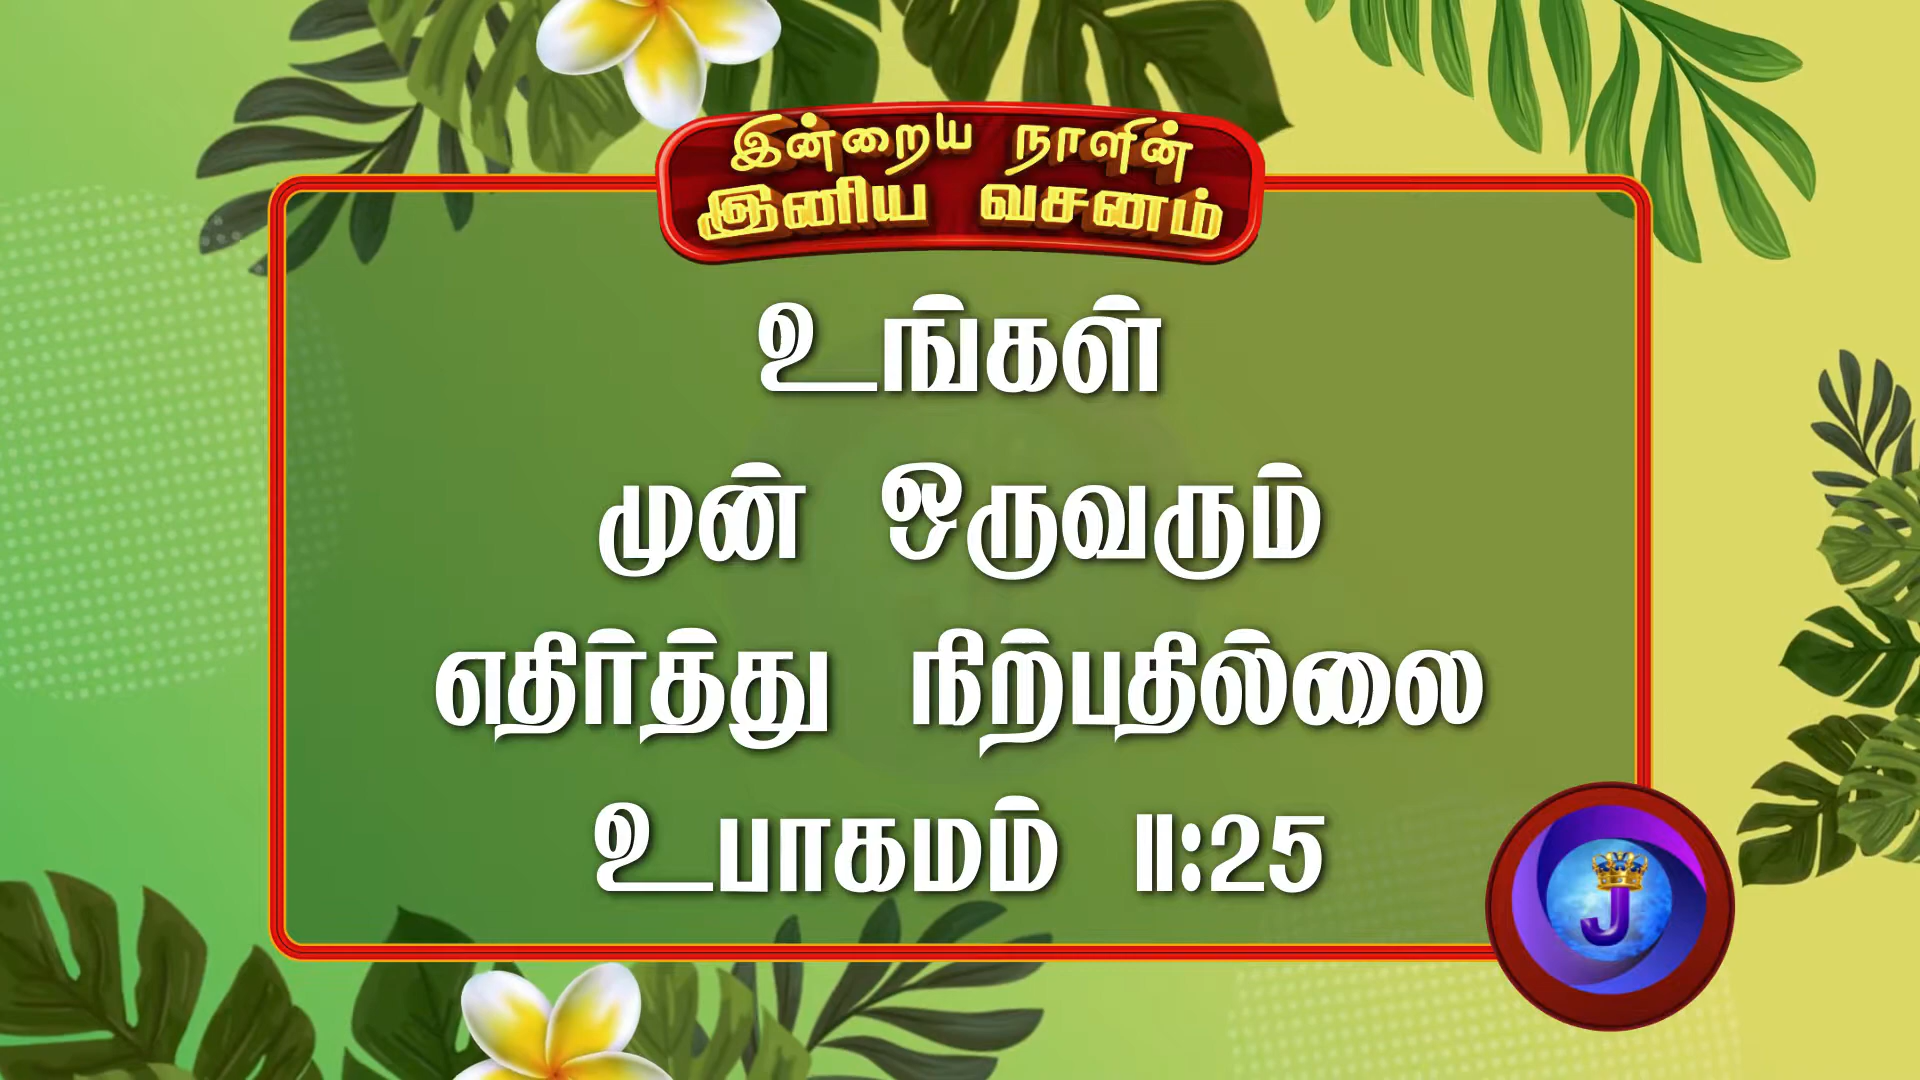 இன்றைய நாளின்
இனிய வசனம்
உங்கள்
முன் ஒருவரும்
எதிர்த்து நிற்பதில்லை
உபாகமம் 11:25
J